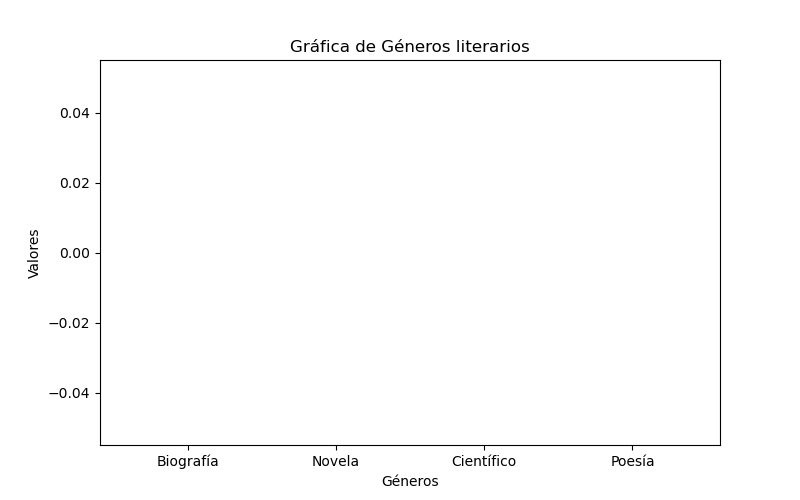 Gráfica de Géneros literarios
0.04
0.02
0.00
−0.02
−0.04
Valores
Biografía Novela Científico Poesía
Géneros